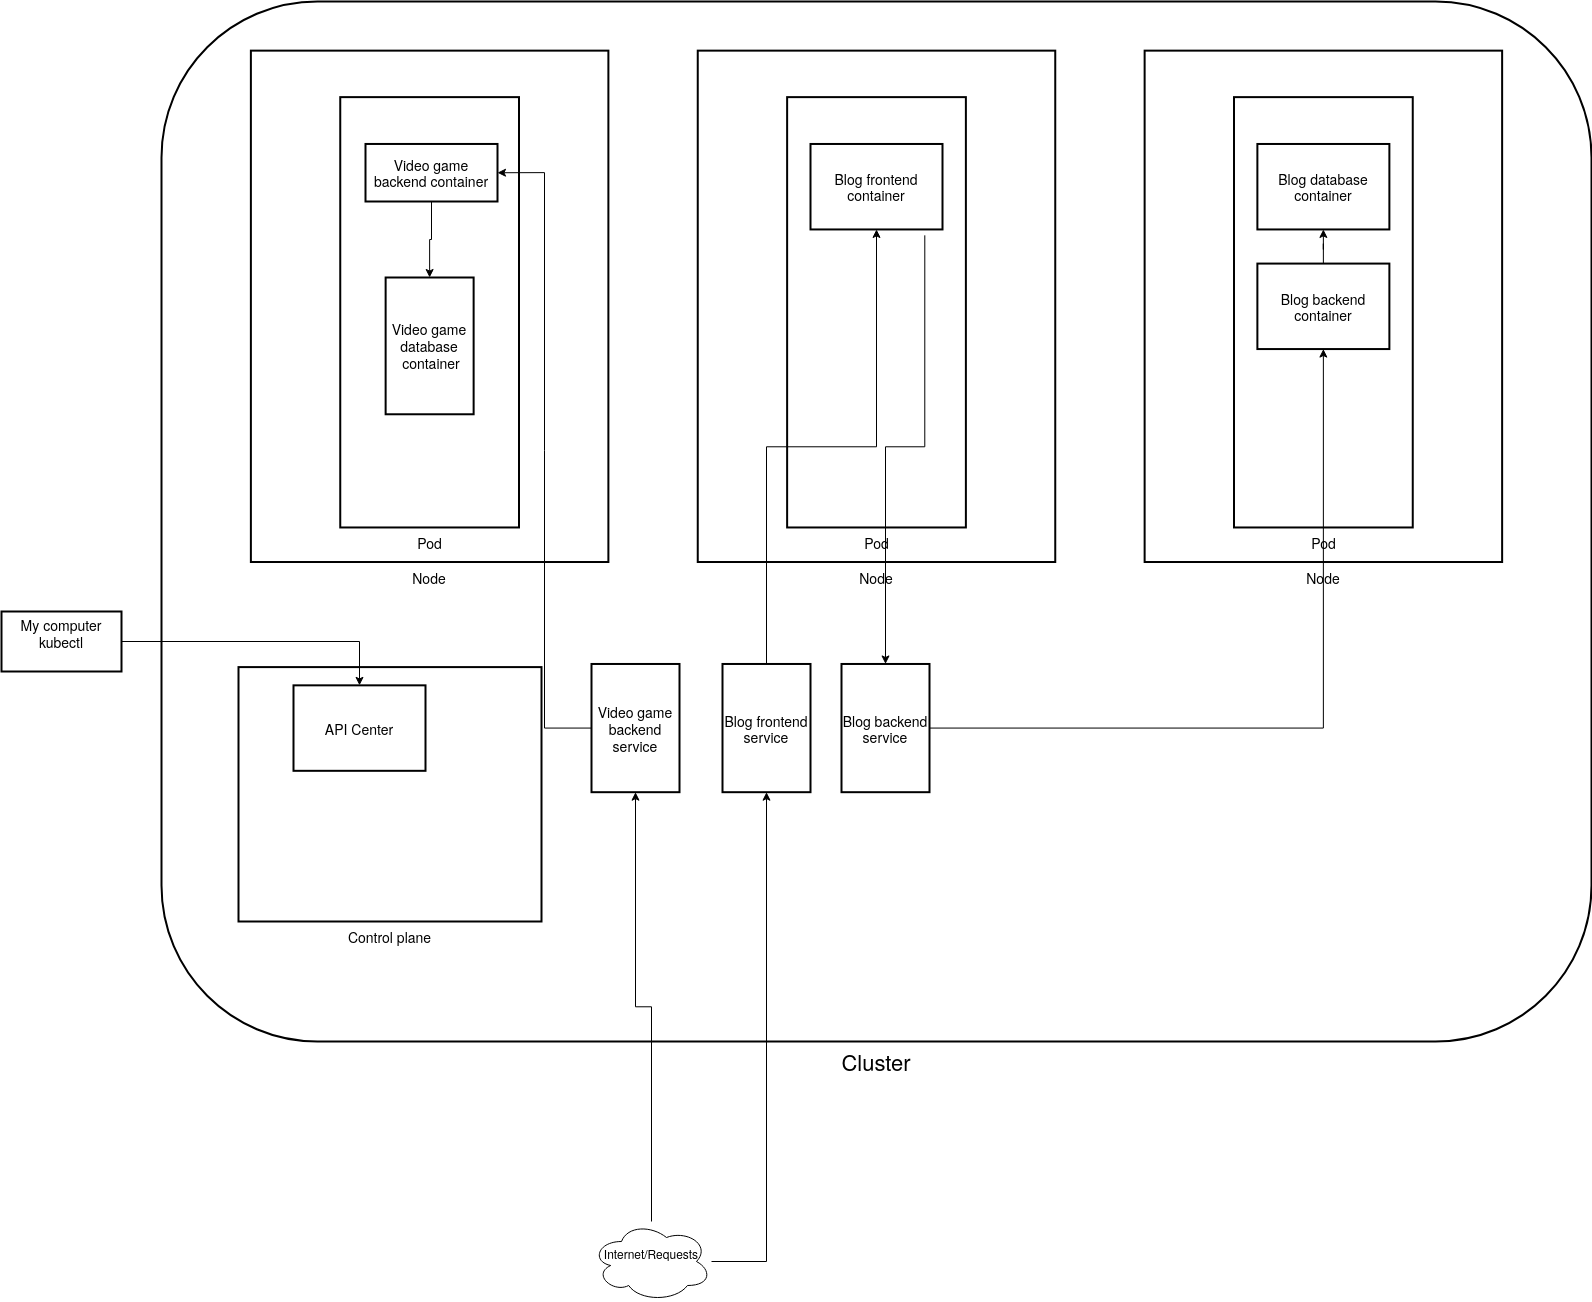 Video game
backend container
Video game
database
container
Pod
Node
Blog frontend
container
Pod
Node
Blog database
container
Blog backend
container
Pod
Node
My computer
kubectl
API Center
Control plane
Video game
backend
service
Blog frontend
service
Blog backend
service
Cluster
Internet/Requests